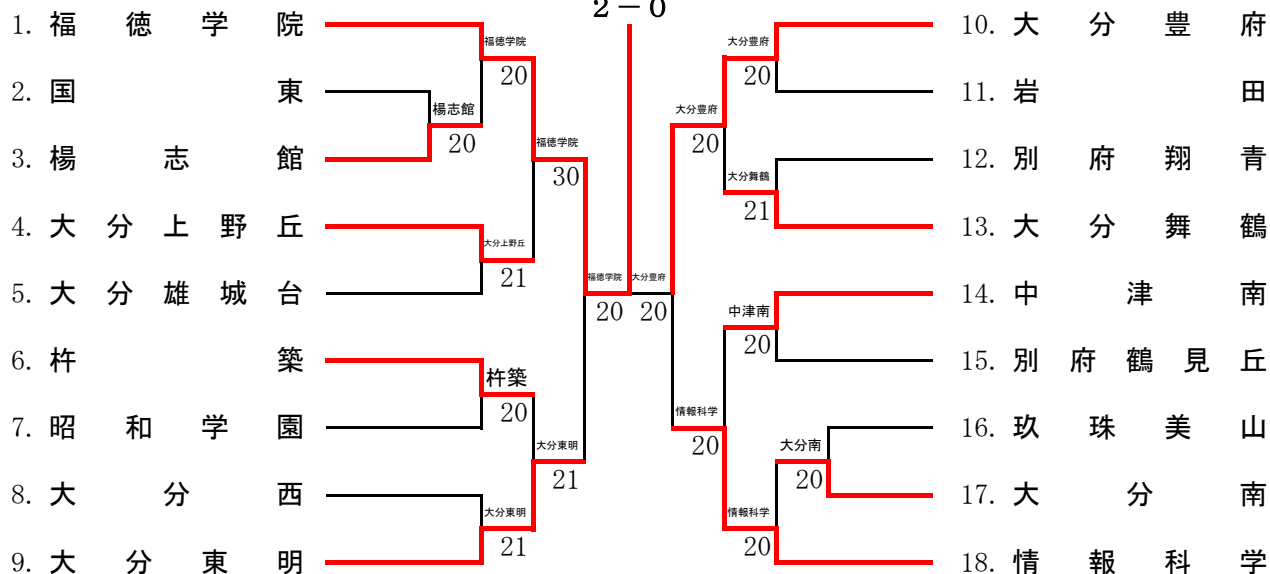 2－0
1. 福徳学院
2. 国東
3. 楊志館
4. 大分上野丘
5. 大分雄城台
6. 杵築
7. 昭和学園
8. 大分西
9. 大分東明
福徳学院
20
楊志館
20
福徳学院
30
大分上野丘
21
福徳学院
20
杵築
20
大分東明
21
大分東明
21
大分豊府
20
大分豊府
20
大分豊府
20
大分舞鶴
21
中津南
20
情報科学
20
大分南
20
情報科学
20
10. 大分豊府
11. 岩田
12. 別府翔青
13. 大分舞鶴
14. 中津南
15. 別府鶴見丘
16. 玖珠美山
17. 大分南
18. 情報科学